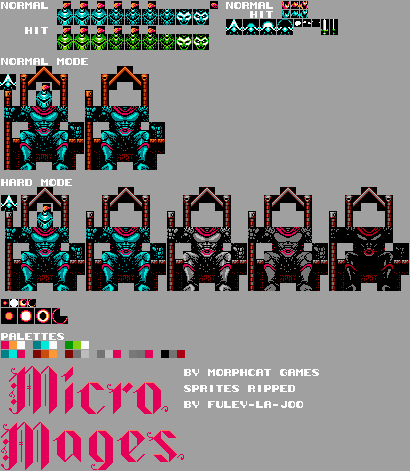 NORMAL NORMAL
HIT
HIT
NORMAL MODE
HARD MODE
PALETTES
Micro
Mages.
BY MORPHCAT GAMES
SPRITES RIPPED
BY FULEY-LA-JOO